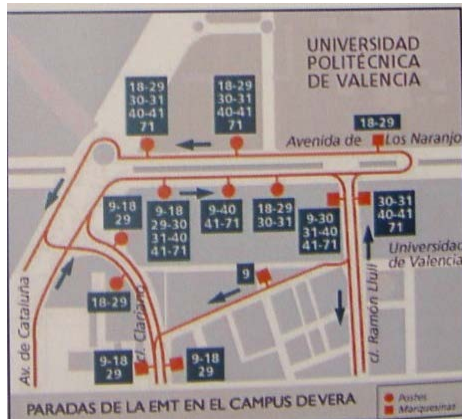 UNIVERSIDAD
POLITÉCNICA
DE VALENCIA
18-29
30-31
40-41
71
18-29
30-31
40-41
71
18-29
Avenida de Los Naranjo
9-18
29
9-18
29-30
31-40
41-71
9-40
41-71
18-29
30-31
9-30
31-40
41-71
30-31
40-41
71
Universidad
de Valencia
9
18-29
Av. de Cataluña
cl. Clariano
cl. Ramón Llull
9-18
29
9-18
29
PARADAS DE LA EMT EN EL CAMPUS DE VERA
Postes
Marquesinas